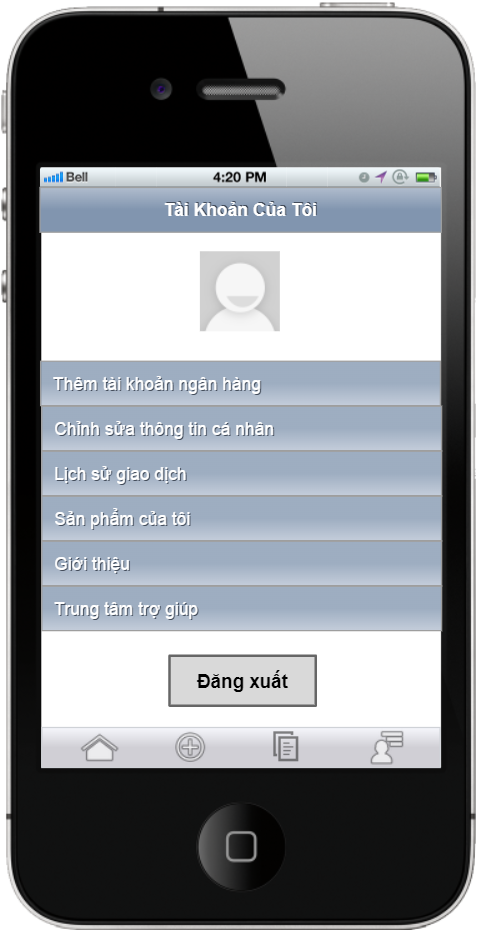 Bell
4:20 PM
Tài Khoản Của Tôi
Thêm tài khoản ngân hàng
Chỉnh sửa thông tin cá nhân
Lịch sử giao dịch
Sản phẩm của tôi
Giới thiệu
Trung tâm trợ giúp
Đăng xuất